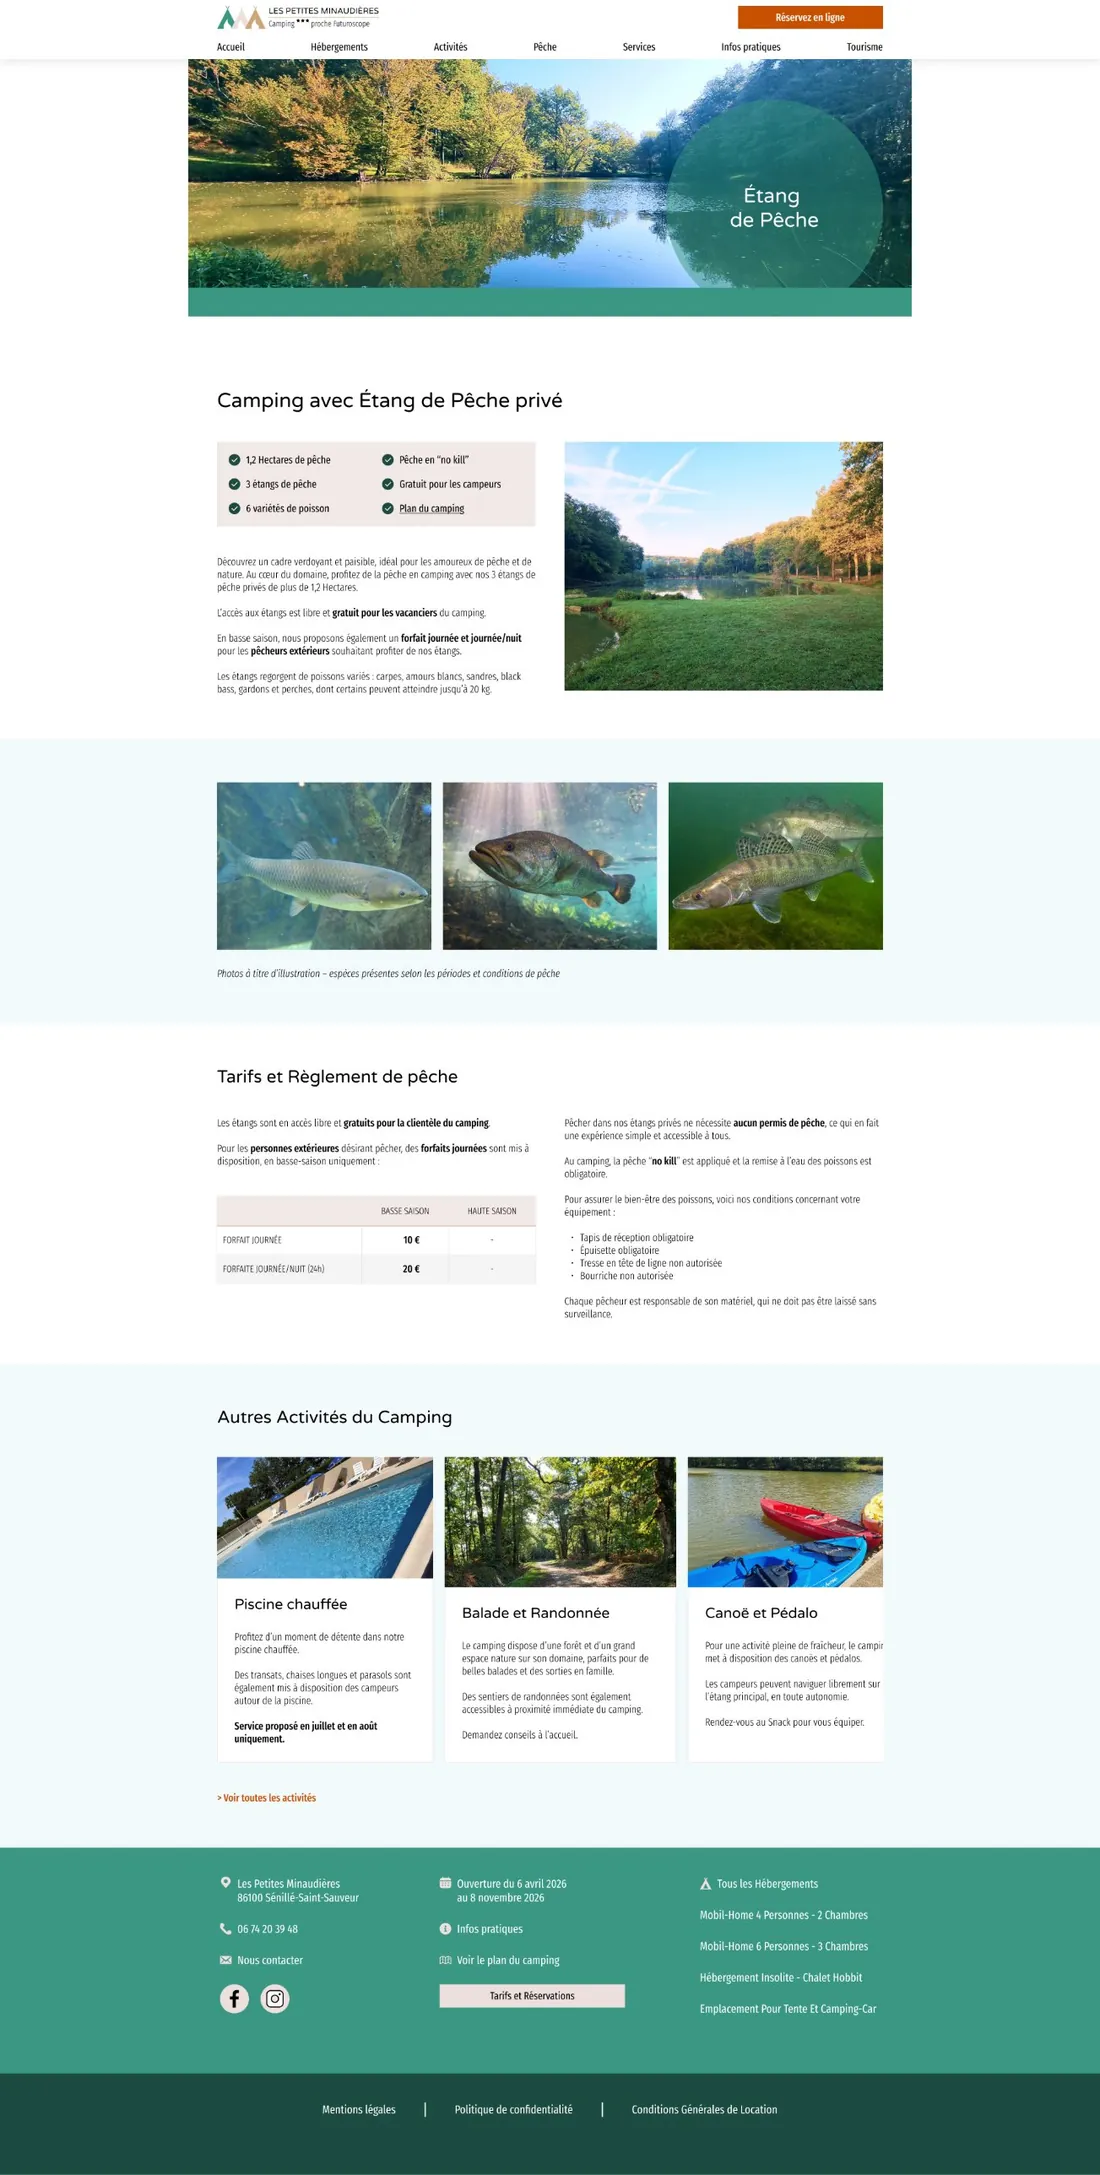 LES PETITES MINAUDIÈRES
Camping *** proche Futuroscope
Réservez en ligne
Accueil
Hébergements
Activités
Pêche
Services
Infos pratiques
Tourisme
Étang
de Pêche
Camping avec Étang de Pêche privé
1,2 Hectares de pêche
3 étangs de pêche
6 variétés de poisson
Pêche en “no kill”
Gratuit pour les campeurs
Plan du camping
Découvrez un cadre verdoyant et paisible, idéal pour les amoureux de pêche et de
nature. Au cœur du domaine, profitez de la pêche en camping avec nos 3 étangs de
pêche privés de plus de 1,2 Hectares.
L’accès aux étangs est libre et gratuit pour les vacanciers du camping.
En basse saison, nous proposons également un forfait journée et journée/nuit
pour les pêcheurs extérieurs souhaitant profiter de nos étangs.
Les étangs regorgent de poissons variés : carpes, amours blancs, sandres, black
bass, gardons et perches, dont certains peuvent atteindre jusqu’à 20 kg.
Photos à titre d’illustration – espèces présentes selon les périodes et conditions de pêche
Tarifs et Règlement de pêche
Les étangs sont en accès libre et gratuits pour la clientèle du camping.
Pour les personnes extérieures désirant pêcher, des forfaits journées sont mis à
disposition, en basse-saison uniquement :
BASSE SAISON HAUTE SAISON
FORFAIT JOURNÉE 10 € -
FORFAITE JOURNÉE/NUIT (24h) 20 € -
Pêcher dans nos étangs privés ne nécessite aucun permis de pêche, ce qui en fait
une expérience simple et accessible à tous.
Au camping, la pêche “no kill” est appliqué et la remise à l’eau des poissons est
obligatoire.
Pour assurer le bien-être des poissons, voici nos conditions concernant votre
équipement :
· Tapis de réception obligatoire
· Épuisette obligatoire
· Tresse en tête de ligne non autorisée
· Bourriche non autorisée
Chaque pêcheur est responsable de son matériel, qui ne doit pas être laissé sans
surveillance.
Autres Activités du Camping
Piscine chauffée
Profitez d’un moment de détente dans notre
piscine chauffée.
Des transats, chaises longues et parasols sont
également mis à disposition des campeurs
autour de la piscine.
Service proposé en juillet et en août
uniquement.
Balade et Randonnée
Le camping dispose d’une forêt et d’un grand
espace nature sur son domaine, parfaits pour de
belles balades et des sorties en famille.
Des sentiers de randonnées sont également
accessibles à proximité immédiate du camping.
Demandez conseils à l’accueil.
Canoë et Pédalo
Pour une activité pleine de fraîcheur, le campin
met à disposition des canoës et pédalos.
Les campeurs peuvent naviguer librement sur
l’étang principal, en toute autonomie.
Rendez-vous au Snack pour vous équiper.
> Voir toutes les activités
Les Petites Minaudières
86100 Sénillé-Saint-Sauveur
06 74 20 39 48
Nous contacter
Ouverture du 6 avril 2026
au 8 novembre 2026
Infos pratiques
Voir le plan du camping
Tarifs et Réservations
Tous les Hébergements
Mobil-Home 4 Personnes - 2 Chambres
Mobil-Home 6 Personnes - 3 Chambres
Hébergement Insolite - Chalet Hobbit
Emplacement Pour Tente Et Camping-Car
Mentions légales | Politique de confidentialité | Conditions Générales de Location